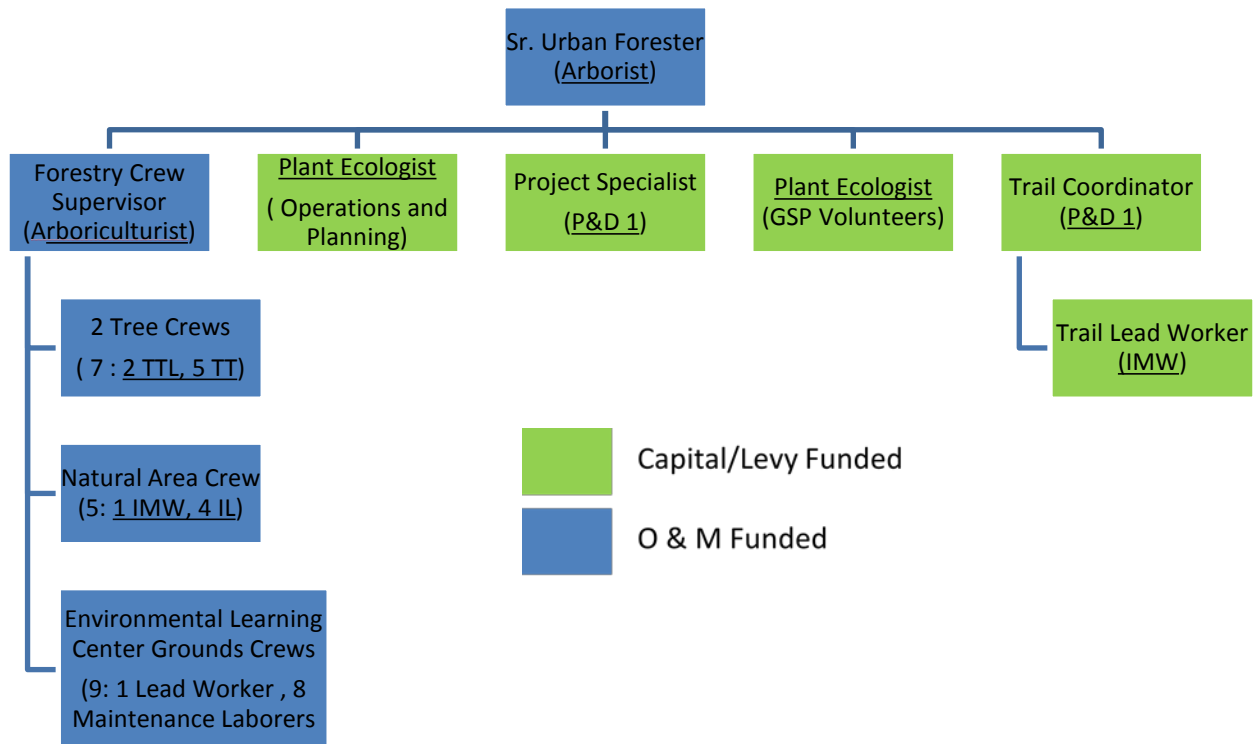 Sr. Urban Forester
(Arborist)
Forestry Crew
Supervisor
(Arboriculturist)
Plant Ecologist
( Operations and
Planning)
Project Specialist
(P&D 1)
Plant Ecologist
(GSP Volunteers)
Trail Coordinator
(P&D 1)
2 Tree Crews
( 7 : 2 TTL, 5 TT)
Trail Lead Worker
(IMW)
Natural Area Crew
(5: 1 IMW, 4 IL)
Capital/Levy Funded
O & M Funded
Environmental Learning
Center Grounds Crews
(9: 1 Lead Worker , 8
Maintenance Laborers